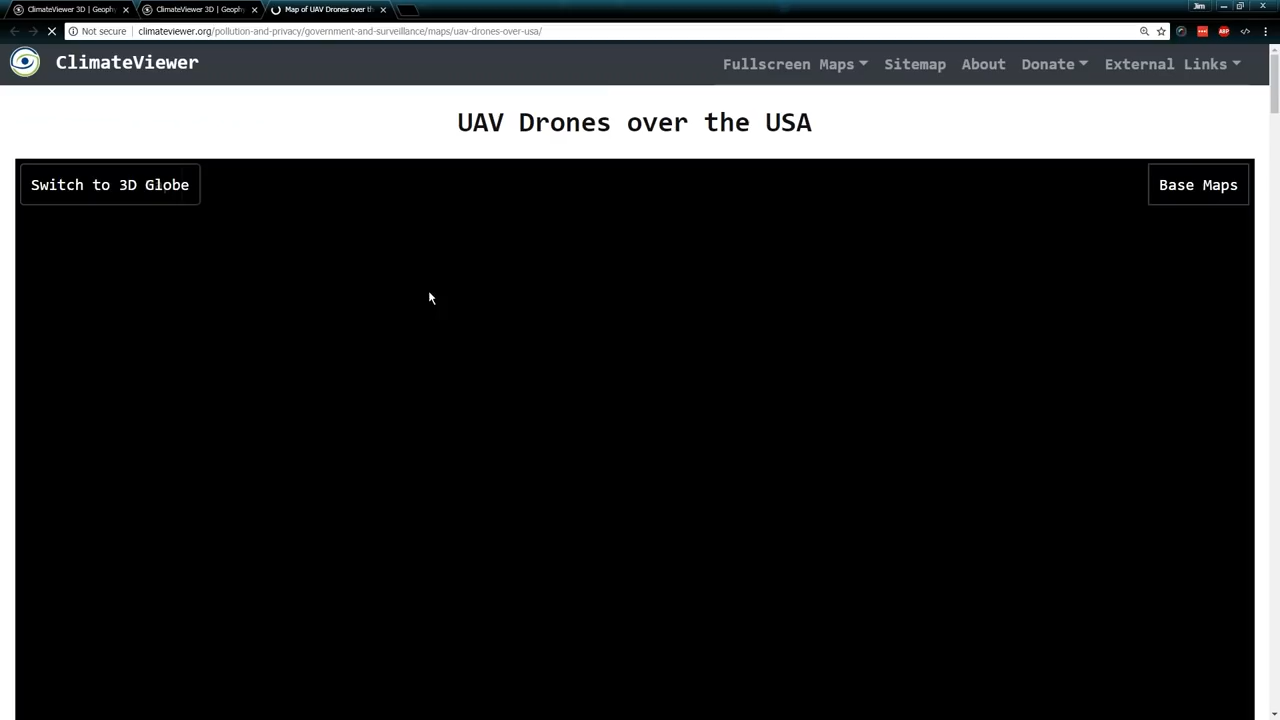 ClimateViewer 3D | Geoph
ClimateViewer 3D | Geoph
Map of UAV Drones over th
Jim
Not secure
climateviewer.org/pollution-and-privacy/government-and-surveillance/maps/uav-drones-over-usa/
ABP
ClimateViewer
Fullscreen Maps
Sitemap
About
Donate
External Links
UAV Drones over the USA
Switch to 3D Globe
Base Maps